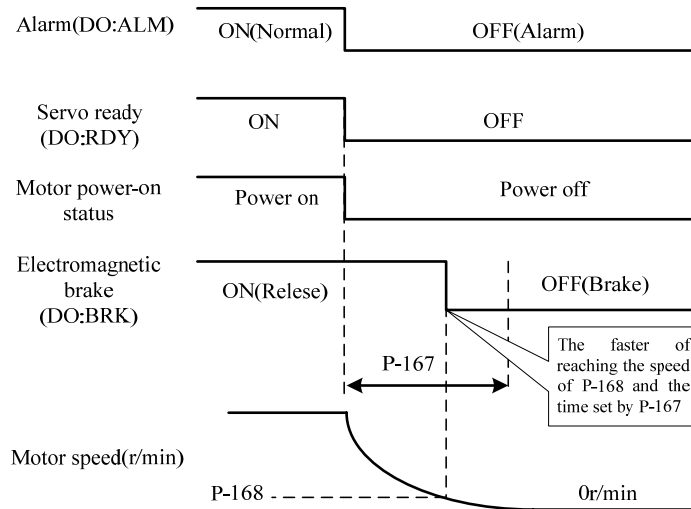 Alarm(DO:ALM)
ON(Normal)
OFF(Alarm)
Servo ready
(DO:RDY)
ON
OFF
Motor power-on
status
Power on
Power off
Electromagnetic
brake
(DO:BRK)
ON(Relese)
OFF(Brake)
P-167
The faster of
reaching the speed
of P-168 and the
time set by P-167
Motor speed(r/min)
P-168
0r/min